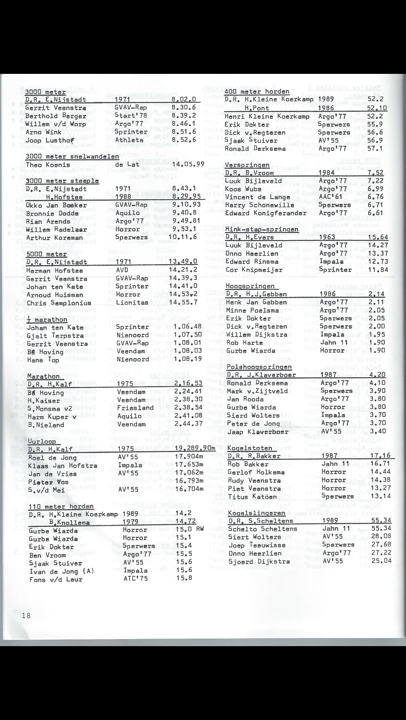 3000 meter
D.R. E.Nijstadt 1971 8.02.0
Gerrit Veenstra GVAV-Rap 8.30.6
Berthold Berger Start'78 8.39.2
Willem v/d Worp Argo'77 8.46.1
Arno Wink Sprinter 8.51.6
Joop Lusthof Athleta 8.52.6
3000 meter snelwandelen
Theo Koenis de Lat 14.05.99
3000 meter steeple
D.R. E.Nijstadt 8.43.1
H.Hofstee 1988 8.29.95
Okko Jan Bakker GVAV-Rap 9.10.93
Bronnie Dodde Aquilo 9.40.8
Rian Arends Argo'77 9.49.81
Willem Radelaar Horror 9.53.1
Arthur Korsman Sperwers 10.11.6
5000 meter
D.R. E.Nijstadt 1971 13.49.0
Harman Hofstee AVD 14.21.2
Gerrit Veenstra GVAV-Rap 14.39.3
Johan ten Kate Sprinter 14.41.0
Arnoud Huisman Horror 14.53.2
Chris Semplonius Lionitas 14.55.7
½ marathon
Johan ten Kate Sprinter 1.06.48
Gjalt Terpstra Nienoord 1.07.50
Gerrit Veenstra GVAV-Rap 1.08.01
Bé Hoving Veendam 1.08.03
Hans Top Nienoord 1.08.19
Marathon
D.R. H.Kalf 1975 2.16.53
Bé Hoving Veendam 2.24.41
H.Kaiser Veendam 2.38.30
S.Monsma v2 Friesland 2.38.54
Harm Kuper v Aquilo 2.41.08
B.Nieland Veendam 2.44.37
Uurloop
D.R. H.Kalf 1975 19.289.90m
Roel de Jong AV'55 17.904m
Klaas Jan Hofstra Impala 17.653m
Jan de Vries AV'55 17.062m
Pieter Vos 16.793m
S.v/d Mei AV'55 16.704m
110 meter horden
D.R. H.Kleine Koerkamp 1989 14.2
B.Knollema 1979 14.72
Gurbe Wiarda Horror 15.0 RW
Gurbe Wiarda Horror 15.1
Erik Dokter Sperwers 15.4
Ben Vroom Argo'77 15.5
Sjaak Stuiver AV'55 15.6
Ivan de Jong (A) Impala 15.6
Fons v/d Leur ATC'75 15.8
18
400 meter horden
D.R. H.Kleine Koerkamp 1989 52.2
H.Pont 1986 52.10
Henri Kleine Koerkamp Argo'77 52.2
Erik Dokter Sperwers 55.9
Dick v.Regteren Sperwers 56.6
Sjaak Stuiver AV'55 56.9
Ronald Derksema Argo'77 57.1
Verspringen
D.R. B.Vroom 1984 7.52
Luuk Bijleveld Argo'77 7.22
Koos Wubs Argo'77 6.99
Vincent de Lange AAC'61 6.76
Harry Schonewille Sperwers 6.71
Edward Konigferander Argo'77 6.61
Hink-stap-springen
D.R. H.Evers 1963 15.64
Luuk Bijleveld Argo'77 14.27
Onno Heerlien Argo'77 13.37
Edward Rinsma Impala 12.73
Cor Knipmeijer Sprinter 11.84
Hoogspringen
D.R. H.J.Gebben 1986 2.14
Henk Jan Gebben Argo'77 2.11
Minne Poelsma Argo'77 2.05
Erik Dokter Sperwers 2.05
Dick v.Regteren Sperwers 2.00
Willem Dijkstra Impala 1.95
Rob Harte Jahn 11 1.90
Gurbe Wiarda Horror 1.90
Polshoogspringen
D.R. J.Klaverboer 1987 4.20
Ronald Derksema Argo'77 4.10
Mark v.Zijtveld Sperwers 3.90
Jan Rooda Argo'77 3.80
Gurbe Wiarda Horror 3.80
Sierd Wolters Impala 3.70
Peter de Jong Argo'77 3.70
Jaap Klaverboer AV'55 3.40
Kogelstoten
D.R. R.Bakker 1987 17.16
Rob Bakker Jahn 11 16.71
Gerlof Holkema Horror 14.44
Rudy Veenstra Horror 14.38
Piet Veenstra Horror 13.27
Titus Katoen Sperwers 13.14
Kogelslingeren
D.R. S.Scheltens 1989 55.34
Schelto Scheltens Jahn 11 55.34
Siert Wolters AV'55 28.08
Joep Teeuwisse Sperwers 27.68
Onno Heerlien Argo'77 27.22
Sjoerd Dijkstra AV'55 25.04